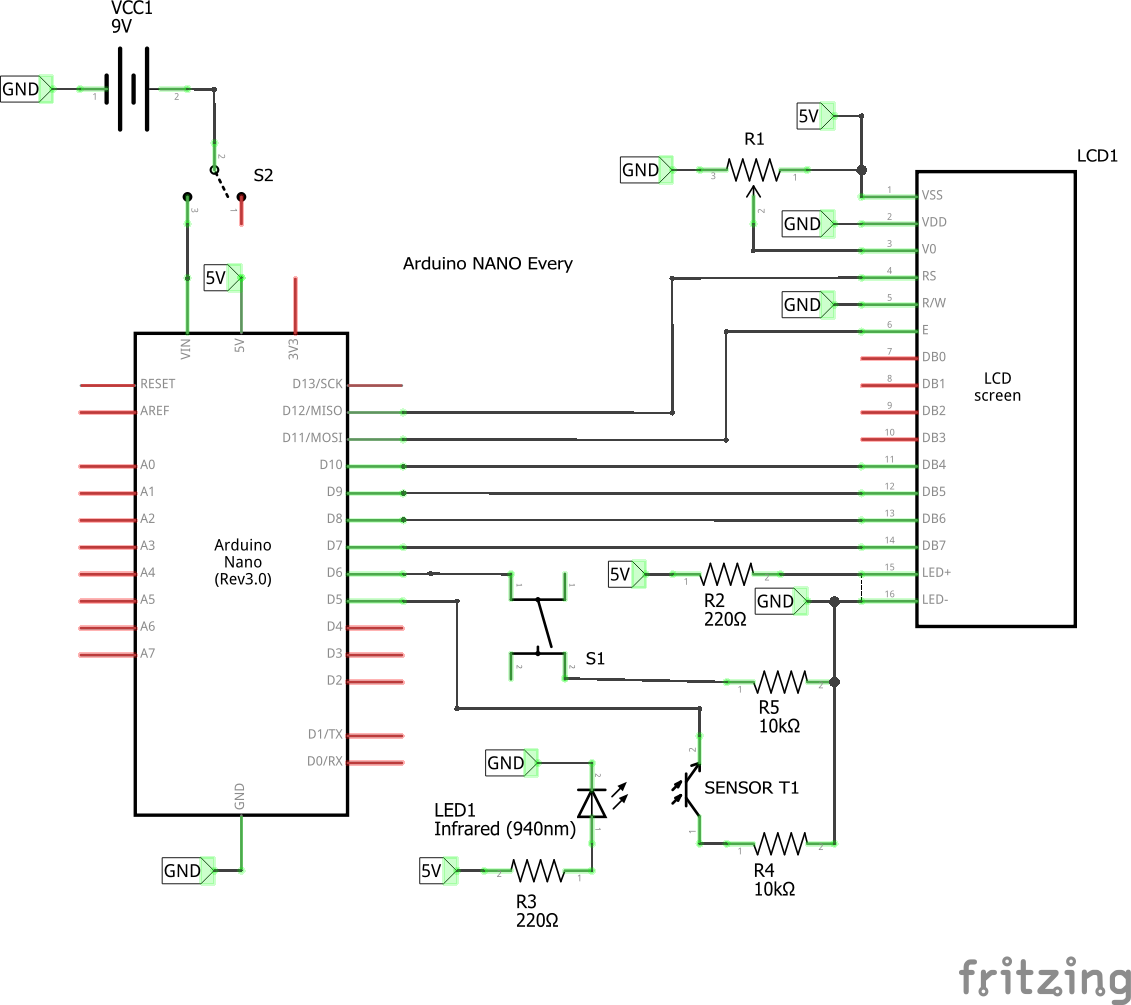 VCC1
9V
GND
1
2
2
S2
3
1
5V
Arduino NANO Every
5V
R1
GND
3
1
2
LCD1
GND
GND
1
VSS
2
VDD
3
V0
4
RS
5
R/W
6
E
7
DB0
8
DB1
9
DB2
10
DB3
11
DB4
12
DB5
13
DB6
14
DB7
15
LED+
16
LED-
LCD
screen
VIN
5V
3V3
RESET
AREF
A0
A1
A2
A3
A4
A5
A6
A7
Arduino
Nano
(Rev3.0)
D13/SCK
D12/MISO
D11/MOSI
D10
D9
D8
D7
D6
D5
D4
D3
D2
D1/TX
D0/RX
GND
GND
5V
1
2
R2
220Ω
GND
1
1
2
2
S1
1
2
R5
10kΩ
GND
2
1
LED1
Infrared (940nm)
5V
2
1
R3
220Ω
2
SENSOR T1
1
1
2
R4
10kΩ
fritzing